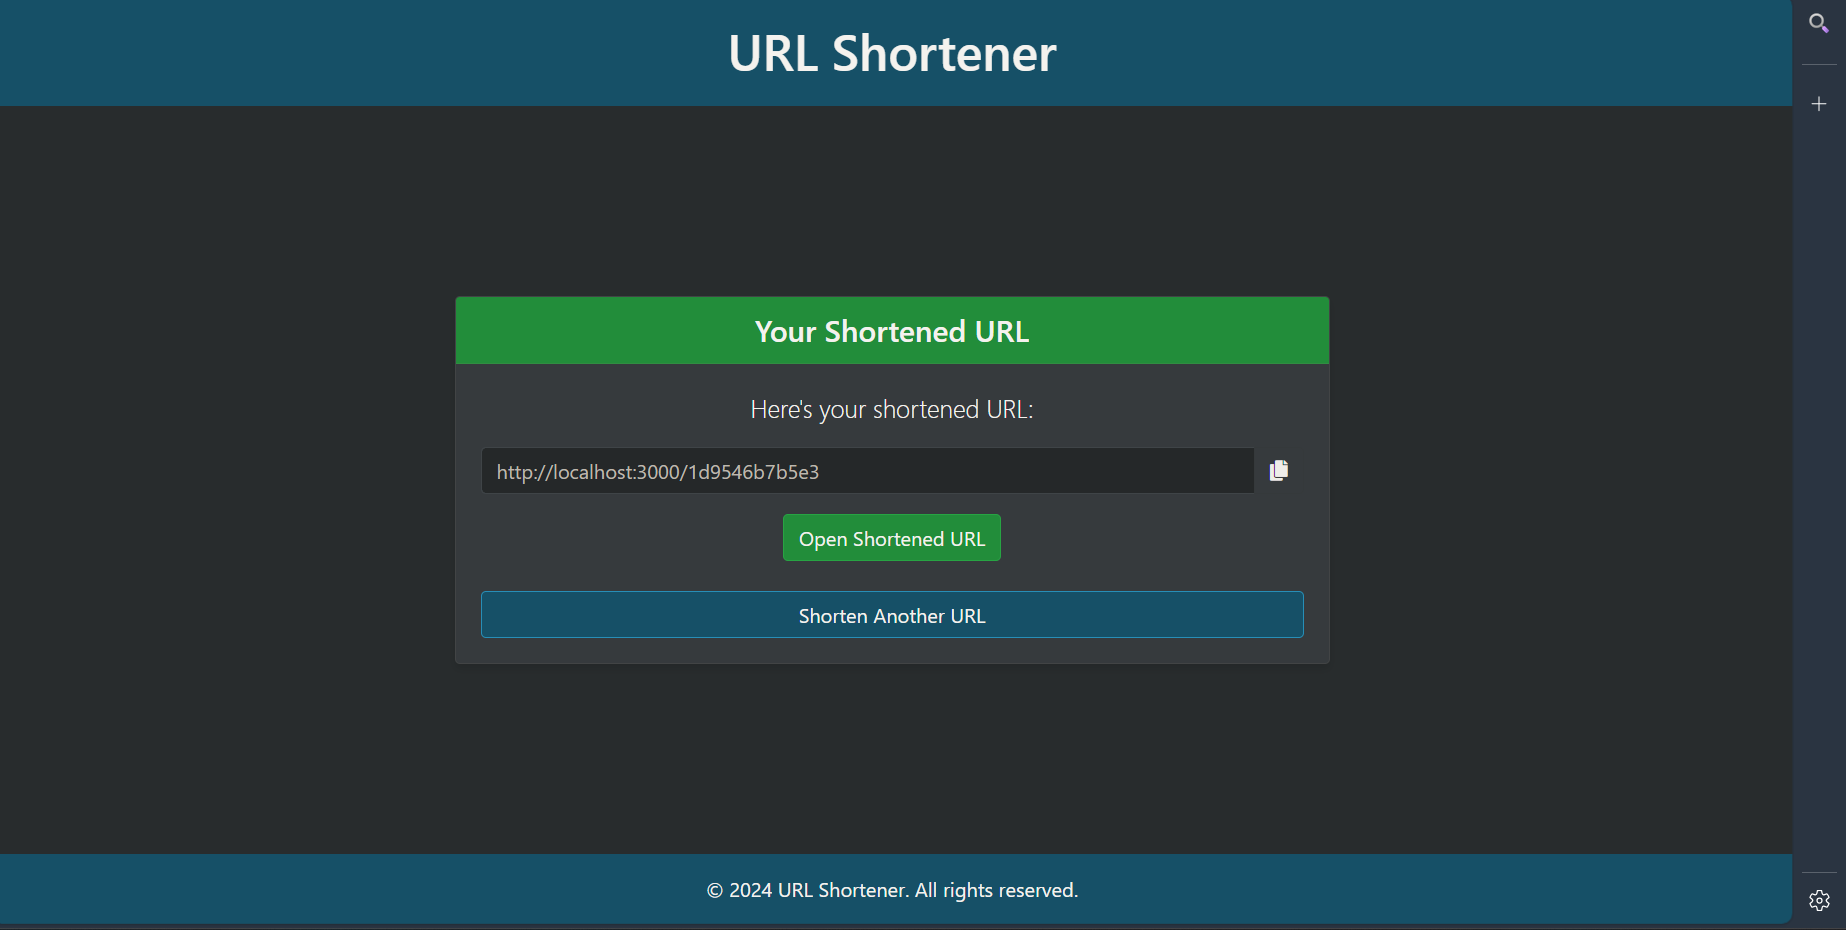 URL Shortener
Your Shortened URL
Here's your shortened URL:
http://localhost:3000/1d9546b7b5e3
Open Shortened URL
Shorten Another URL
© 2024 URL Shortener. All rights reserved.